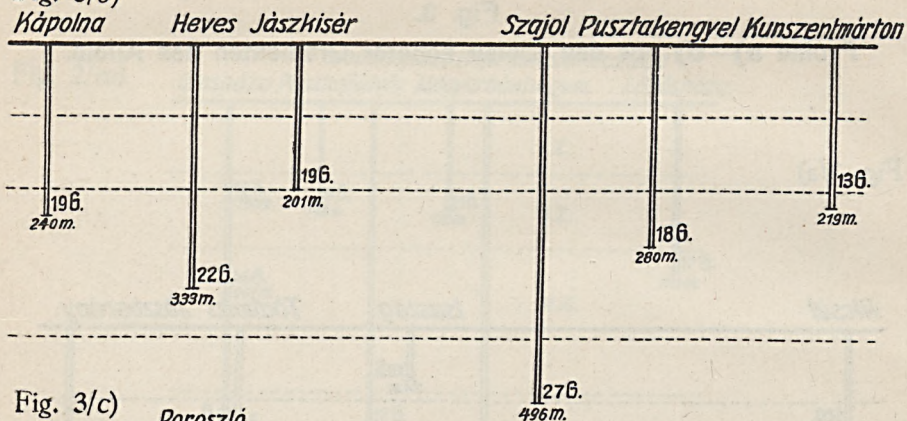 Kápolna Heves Jászkisér Szajol Pusztakengyel Kunszentmárton
19G.
240m.
22G.
333m.
19G.
201m.
27G.
496m.
18G.
280m.
13G.
219m.
Fig. 3/c)
Poroszló